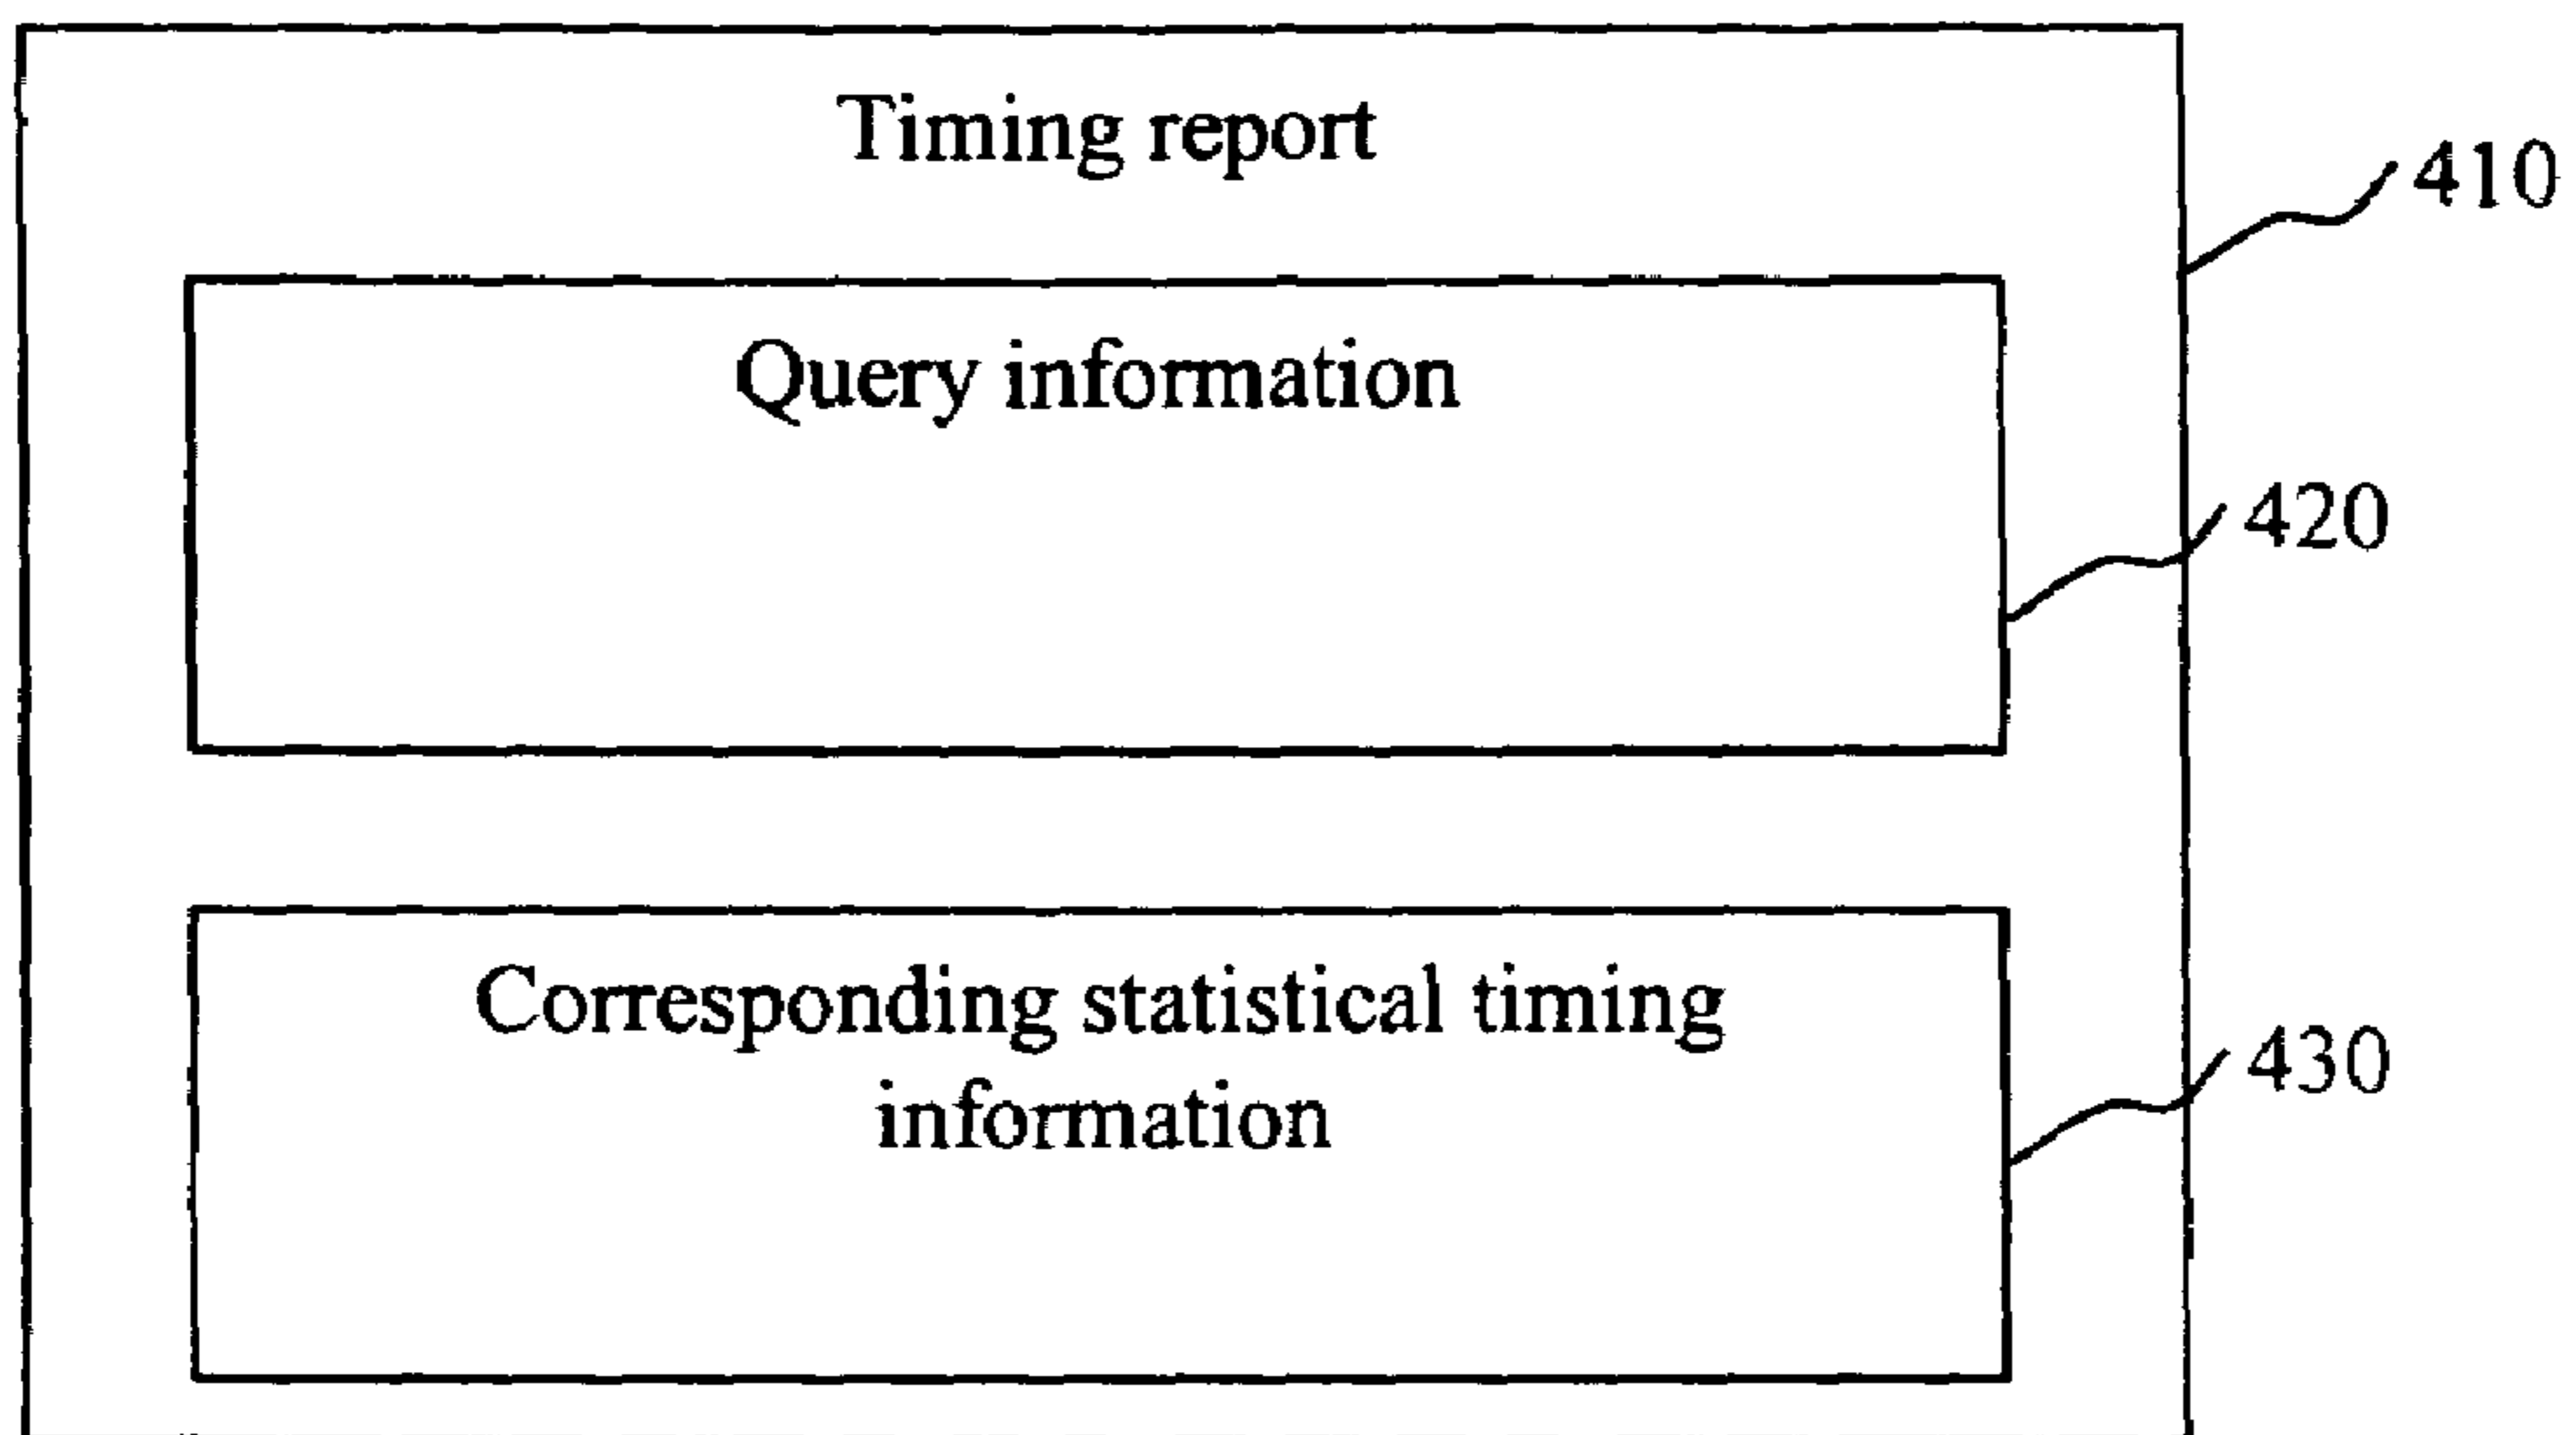 Timing report
410
Query information
420
Corresponding statistical timing
information
430